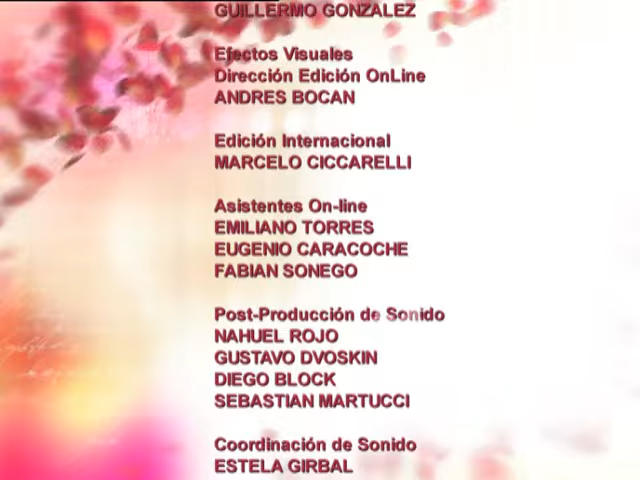 GUILLERMO GONZALEZ
Efectos Visuales
Dirección Edición OnLine
ANDRES BOCAN
Edición Internacional
MARCELO CICCARELLI
Asistentes On-line
EMILIANO TORRES
EUGENIO CARACOCHE
FABIAN SONEGO
Post-Producción de Sonido
NAHUEL ROJO
GUSTAVO DVOSKIN
DIEGO BLOCK
SEBASTIAN MARTUCCI
Coordinación de Sonido
ESTELA GIRBAL